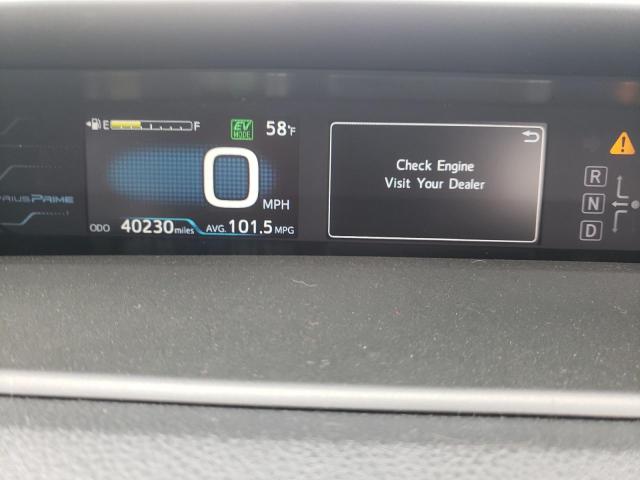 E F EV MODE 58°F
0 MPH
ODO 40230 miles AVG. 101.5 MPG
PRIUS PRIME
Check Engine
Visit Your Dealer
R
N
D